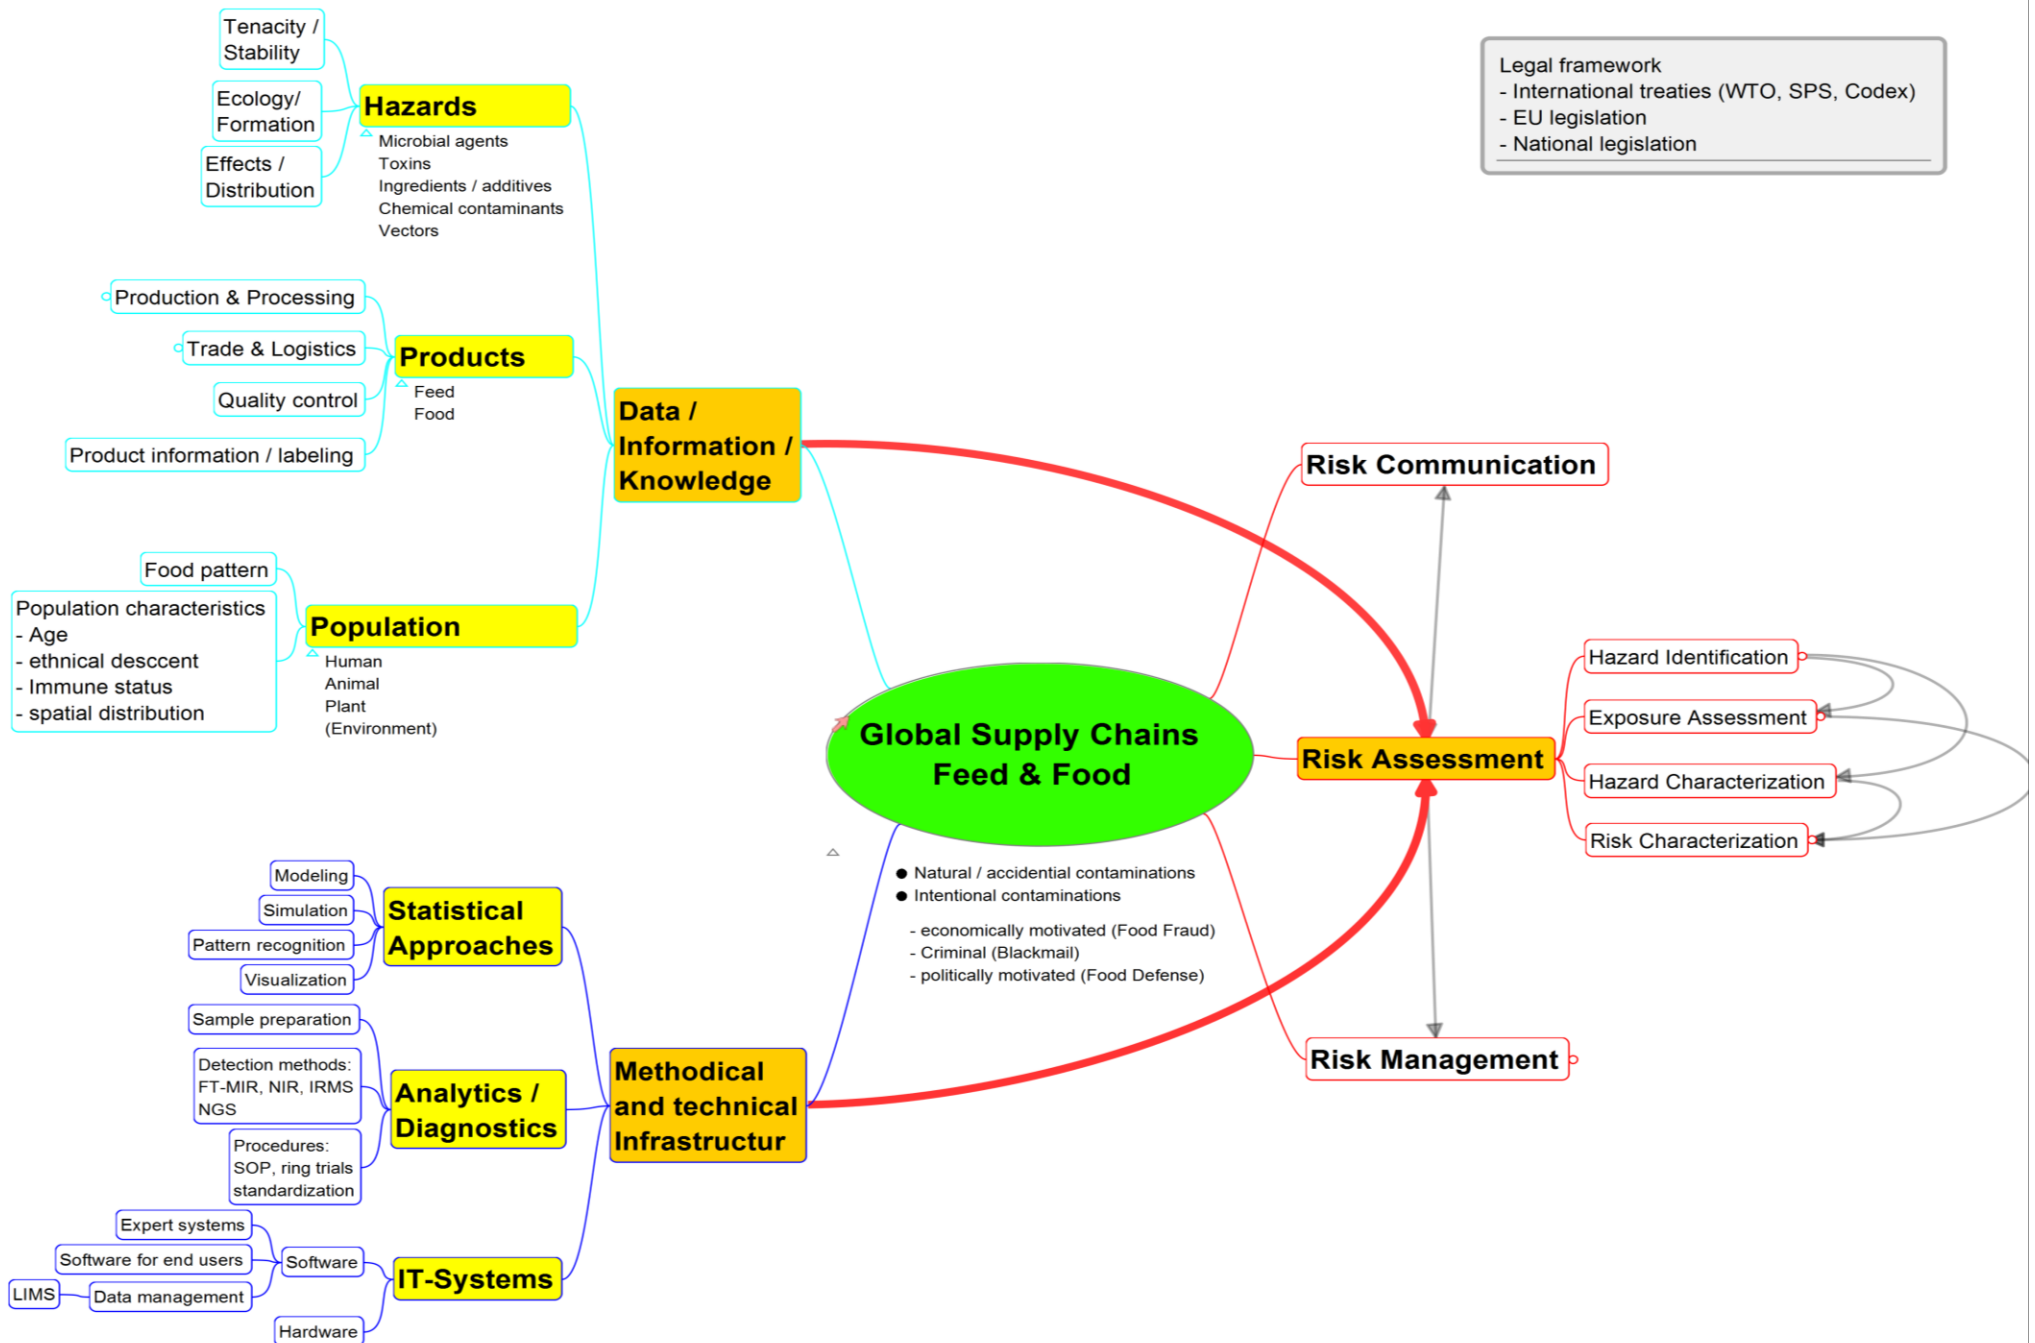 Tenacity /
Stability
Ecology/
Formation
Effects /
Distribution
Hazards
Microbial agents
Toxins
Ingredients / additives
Chemical contaminants
Vectors
Legal framework
- International treaties (WTO, SPS, Codex)
- EU legislation
- National legislation
Production & Processing
Trade & Logistics
Quality control
Product information / labeling
Products
Feed
Food
Data /
Information /
Knowledge
Food pattern
Population characteristics
- Age
- ethnical desccent
- Immune status
- spatial distribution
Population
Human
Animal
Plant
(Environment)
Risk Communication
Global Supply Chains
Feed & Food
Risk Assessment
Hazard Identification
Exposure Assessment
Hazard Characterization
Risk Characterization
● Natural / accidential contaminations
● Intentional contaminations
- economically motivated (Food Fraud)
- Criminal (Blackmail)
- politically motivated (Food Defense)
Risk Management
Modeling
Simulation
Pattern recognition
Visualization
Statistical
Approaches
Sample preparation
Detection methods:
FT-MIR, NIR, IRMS
NGS
Procedures:
SOP, ring trials
standardization
Analytics /
Diagnostics
Methodical
and technical
Infrastructur
Expert systems
Software for end users
LIMS
Data management
Software
Hardware
IT-Systems